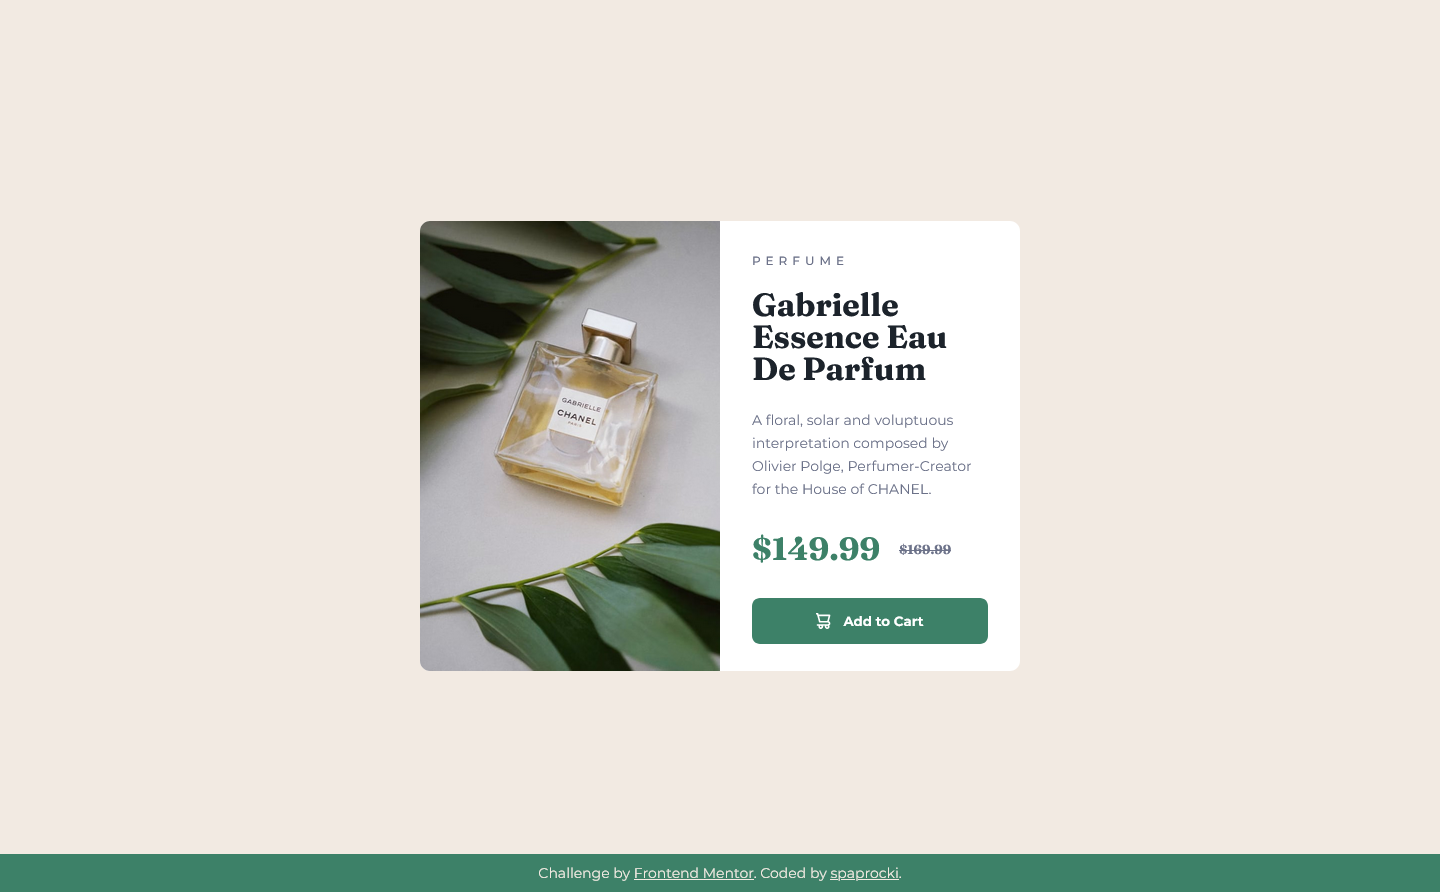 GABRIELLE
CHANEL
PARIS
PERFUME
Gabrielle
Essence Eau
De Parfum
A floral, solar and voluptuous
interpretation composed by
Olivier Polge, Perfumer-Creator
for the House of CHANEL.
$149.99 $169.99
Add to Cart
Challenge by Frontend Mentor. Coded by spaprocki.